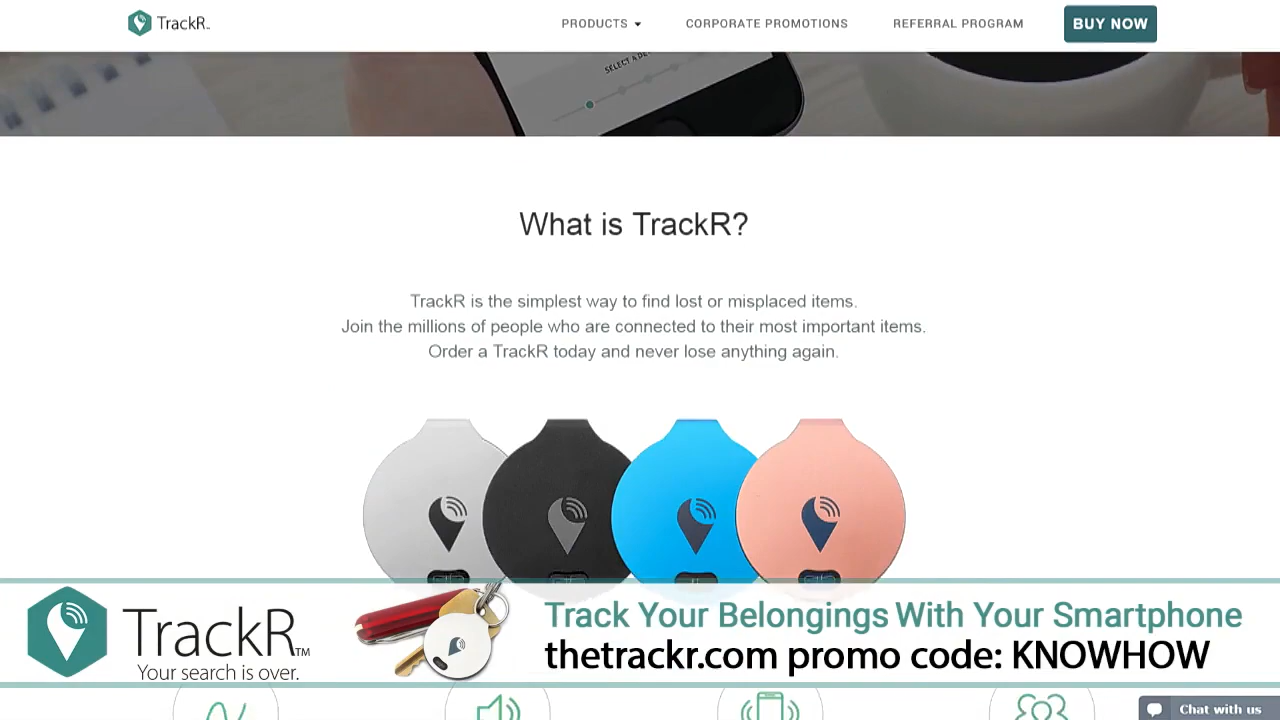 TrackR™
PRODUCTS
CORPORATE PROMOTIONS
REFERRAL PROGRAM
BUY NOW
SELECT A DE
What is TrackR?
TrackR is the simplest way to find lost or misplaced items.
Join the millions of people who are connected to their most important items.
Order a TrackR today and never lose anything again.
TrackR™
Your search is over.
Track Your Belongings With Your Smartphone
thetrackr.com promo code: KNOWHOW
Chat with us